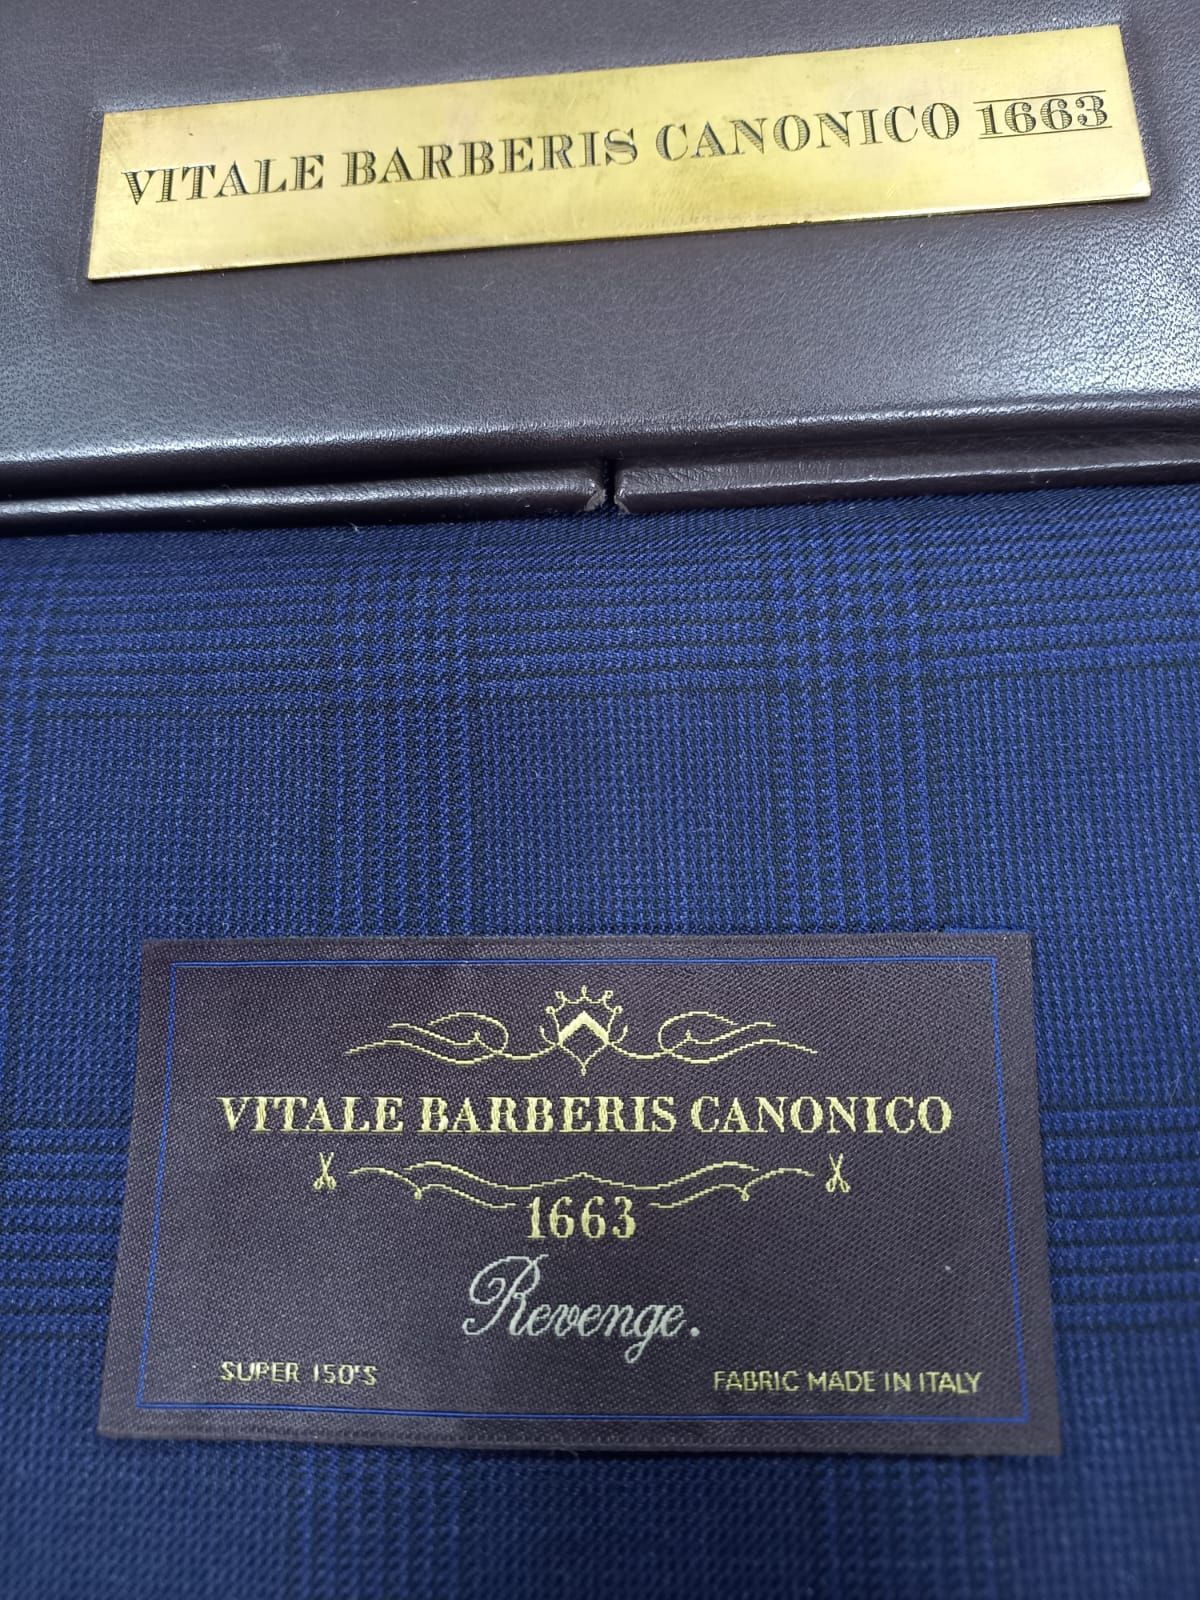 VITALE BARBERIS CANONICO 1663
VITALE BARBERIS CANONICO
1663
Revenge.
SUPER 150'S
FABRIC MADE IN ITALY